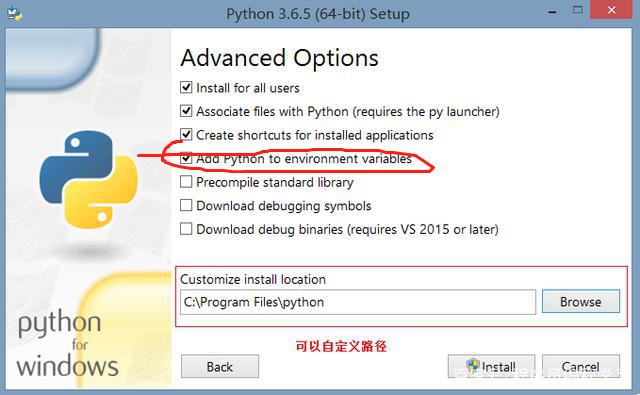 Python 3.6.5 (64-bit) Setup
Advanced Options
Install for all users
Associate files with Python (requires the py launcher)
Create shortcuts for installed applications
Add Python to environment variables
Precompile standard library
Download debugging symbols
Download debug binaries (requires VS 2015 or later)
Customize install location
C:\Program Files\python
Browse
python
for
windows
可以自定义路径
Back
Install
Cancel